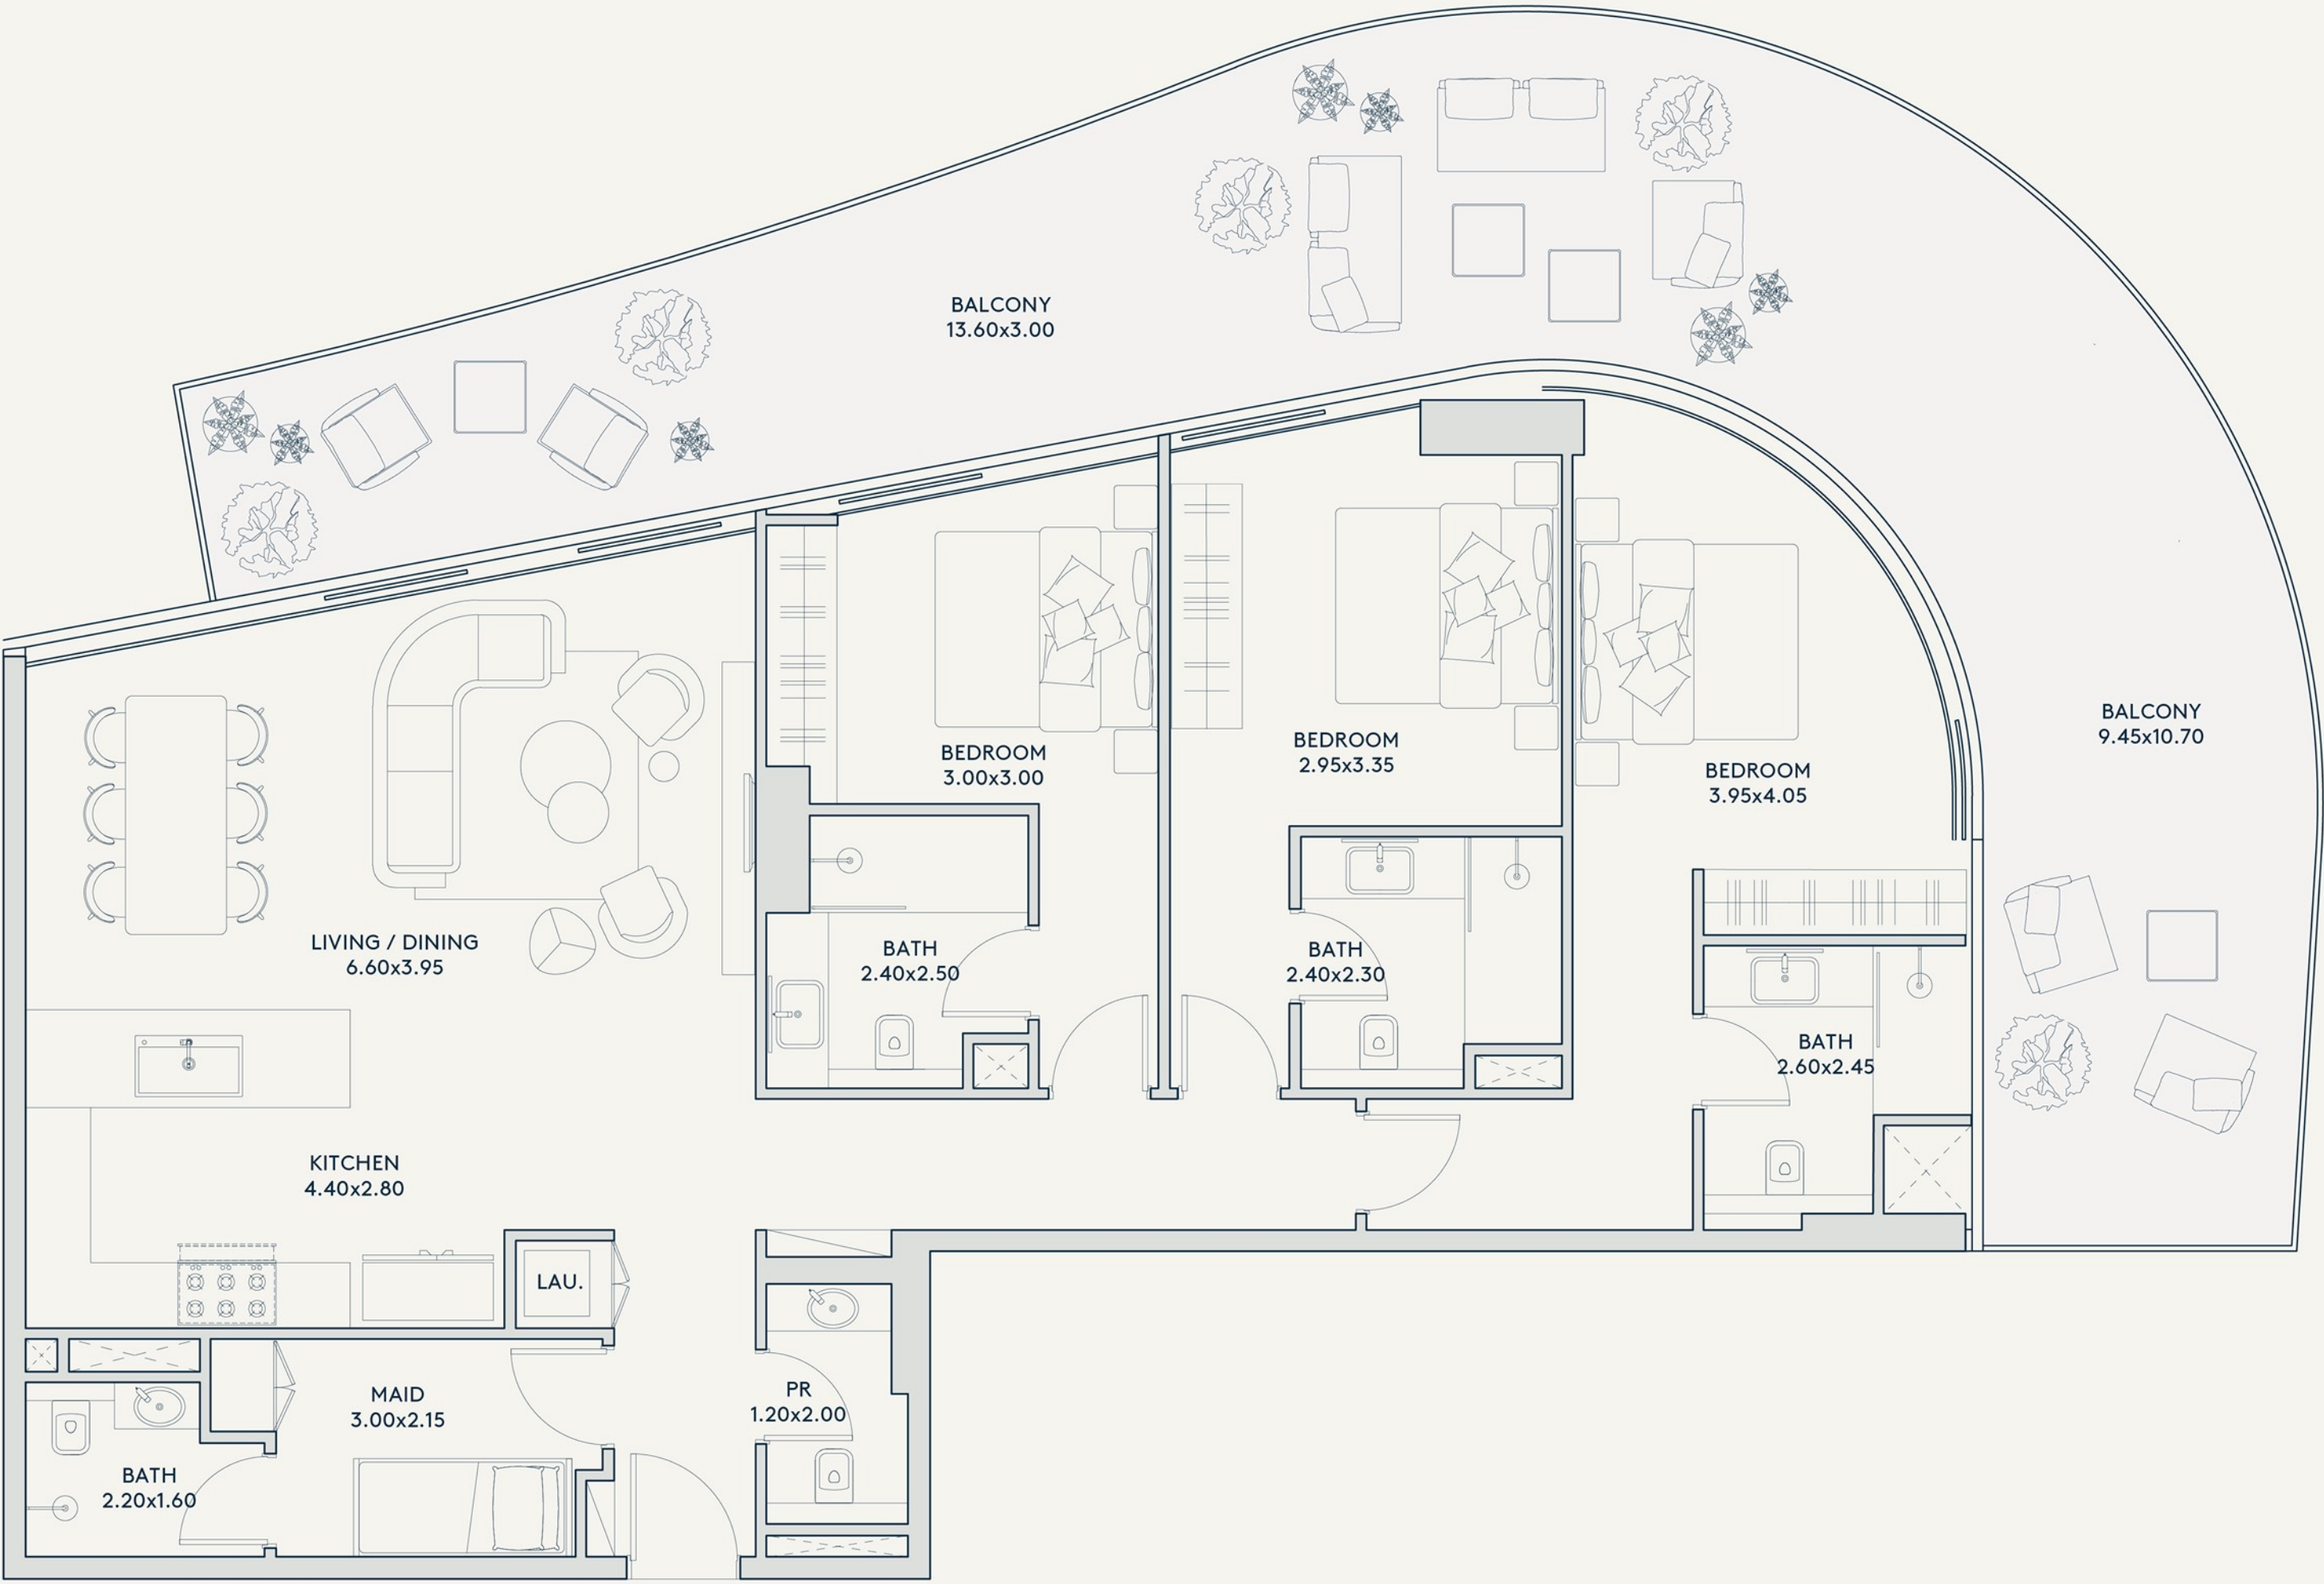 BALCONY
13.60x3.00
BALCONY
9.45x10.70
BEDROOM
3.00x3.00
BEDROOM
2.95x3.35
BEDROOM
3.95x4.05
LIVING / DINING
6.60x3.95
BATH
2.40x2.50
BATH
2.40x2.30
BATH
2.60x2.45
KITCHEN
4.40x2.80
LAU.
MAID
3.00x2.15
PR
1.20x2.00
BATH
2.20x1.60